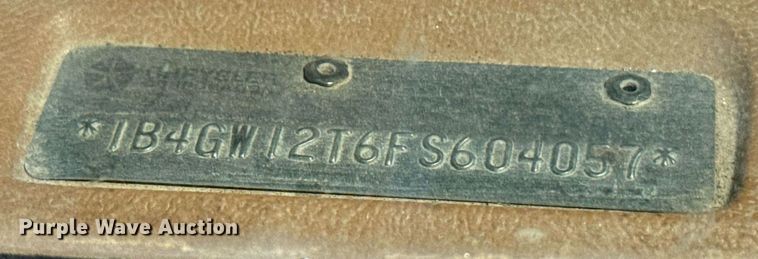 CHRYSLER
*1B4GW12T6FS604057*
Purple Wave Auction